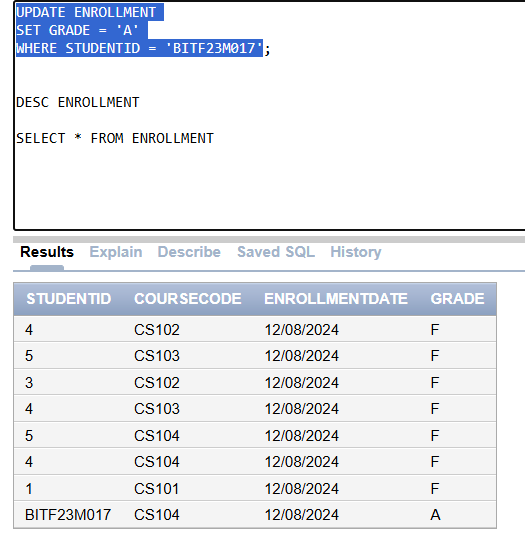 UPDATE ENROLLMENT
SET GRADE = 'A'
WHERE STUDENTID = 'BITF23M017';
DESC ENROLLMENT
SELECT * FROM ENROLLMENT
Results Explain Describe Saved SQL History
STUDENTID COURSECODE ENROLLMENTDATE GRADE
4 CS102 12/08/2024 F
5 CS103 12/08/2024 F
3 CS102 12/08/2024 F
4 CS103 12/08/2024 F
5 CS104 12/08/2024 F
4 CS104 12/08/2024 F
1 CS101 12/08/2024 F
BITF23M017 CS104 12/08/2024 A